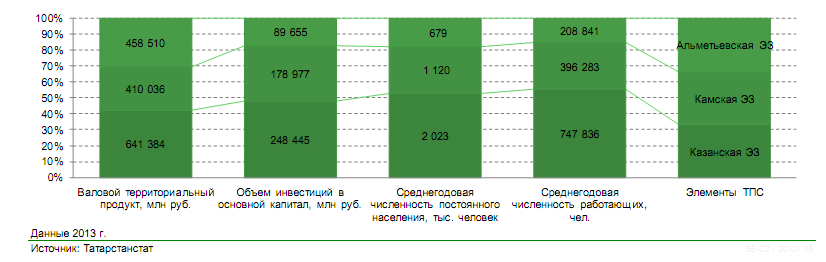 100%
90%
80%
70%
60%
50%
40%
30%
20%
10%
0%
458 510
410 036
641 384
89 655
178 977
248 445
679
1 120
2 023
208 841
396 283
747 836
Альметьевская ЭЗ
Камская ЭЗ
Казанская ЭЗ
Валовой территориальный
продукт, млн руб.
Объем инвестиций в
основной капитал, млн руб.
Среднегодовая
численность постоянного
населения, тыс. человек
Среднегодовая
численность работающих,
чел.
Элементы ТПС
Данные 2013 г.
Источник: Татарстанстат